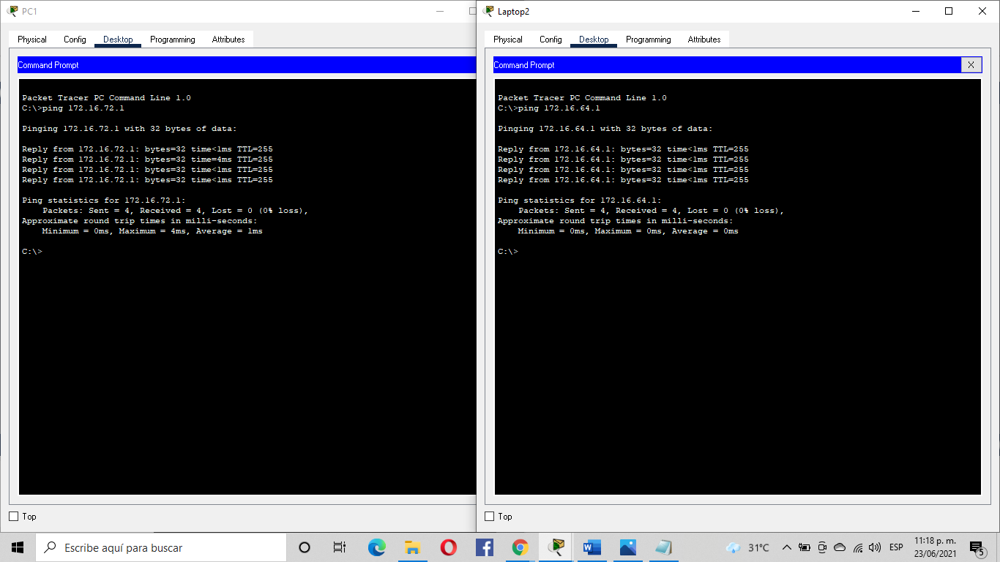 PC1
Physical Config Desktop Programming Attributes
Command Prompt
Packet Tracer PC Command Line 1.0
C:\>ping 172.16.72.1
Pinging 172.16.72.1 with 32 bytes of data:
Reply from 172.16.72.1: bytes=32 time<1ms TTL=255
Reply from 172.16.72.1: bytes=32 time=4ms TTL=255
Reply from 172.16.72.1: bytes=32 time<1ms TTL=255
Reply from 172.16.72.1: bytes=32 time<1ms TTL=255
Ping statistics for 172.16.72.1:
Packets: Sent = 4, Received = 4, Lost = 0 (0% loss),
Approximate round trip times in milli-seconds:
Minimum = 0ms, Maximum = 4ms, Average = 1ms
C:\>
Top
Laptop2
Physical Config Desktop Programming Attributes
Command Prompt X
Packet Tracer PC Command Line 1.0
C:\>ping 172.16.64.1
Pinging 172.16.64.1 with 32 bytes of data:
Reply from 172.16.64.1: bytes=32 time<1ms TTL=255
Reply from 172.16.64.1: bytes=32 time<1ms TTL=255
Reply from 172.16.64.1: bytes=32 time<1ms TTL=255
Reply from 172.16.64.1: bytes=32 time<1ms TTL=255
Ping statistics for 172.16.64.1:
Packets: Sent = 4, Received = 4, Lost = 0 (0% loss),
Approximate round trip times in milli-seconds:
Minimum = 0ms, Maximum = 0ms, Average = 0ms
C:\>
Top
Escribe aquí para buscar
31°C
ESP
11:18 p. m.
23/06/2021
5